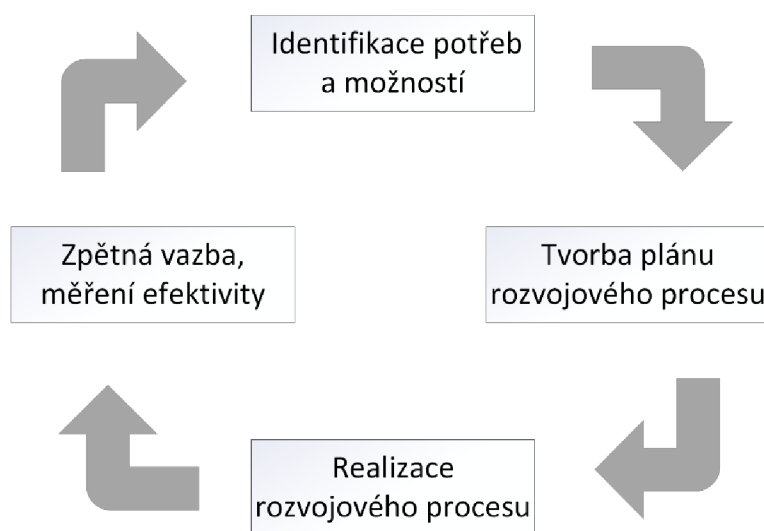 Identifikace potřeb
a možností
Zpětná vazba,
měření efektivity
Tvorba plánu
rozvojového procesu
Realizace
rozvojového procesu